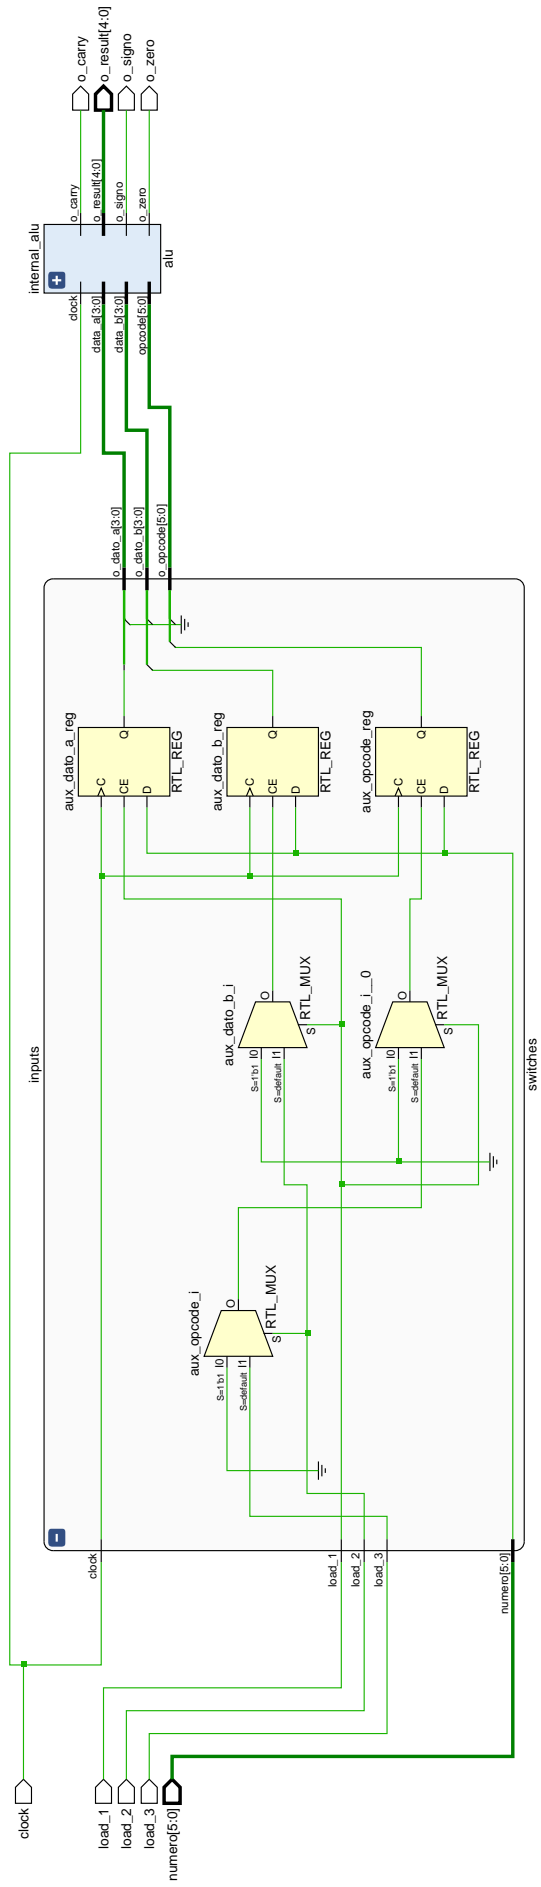 o_carry
o_result[4:0]
o_signo
o_zero
internal_alu
o_carry
o_result[4:0]
o_signo
o_zero
clock
data_a[3:0]
data_b[3:0]
opcode[5:0]
alu
o_dato_a[3:0]
o_dato_b[3:0]
o_opcode[5:0]
aux_dato_a_reg
C
CE
D
Q
RTL_REG
aux_dato_b_reg
C
CE
D
Q
RTL_REG
aux_opcode_reg
C
CE
D
Q
RTL_REG
inputs
switches
aux_dato_b_i
S=1'b1 I0
S=default I1
O
S
RTL_MUX
aux_opcode_i__0
S=1'b1 I0
S=default I1
O
S
RTL_MUX
aux_opcode_i
S=1'b1 I0
S=default I1
O
S
RTL_MUX
clock
load_1
load_2
load_3
numero[5:0]
clock
load_1
load_2
load_3
numero[5:0]